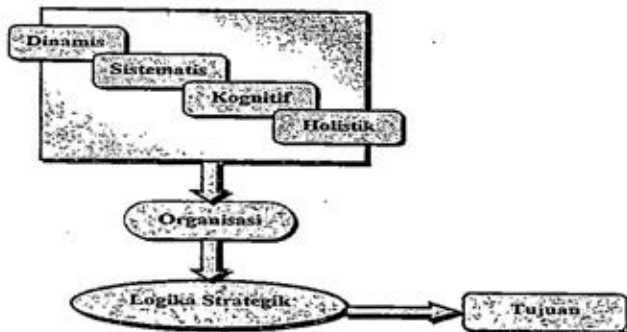 Dinamis
Sistematis
Kognitif
Holistik
Organisasi
Logika Strategik
Tujuan